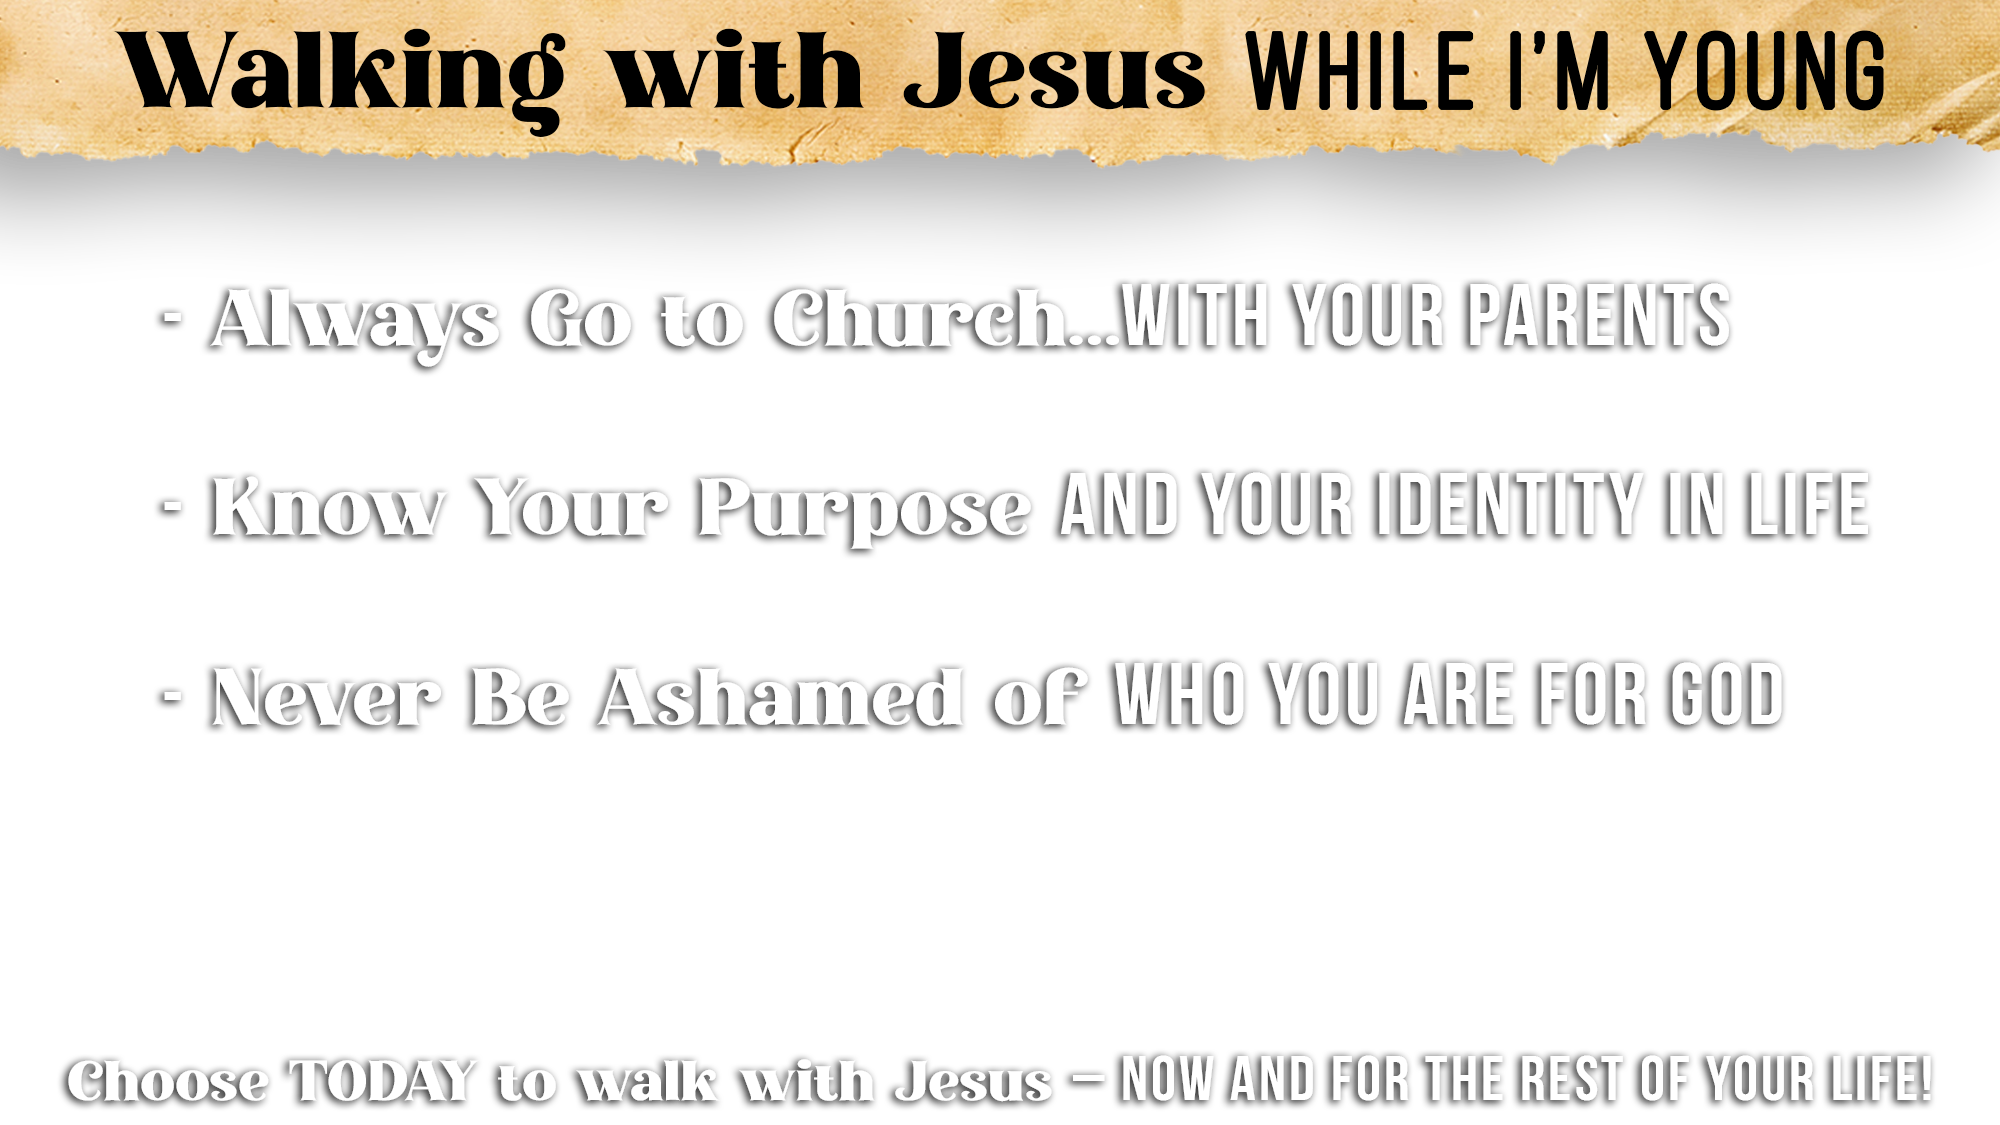 Walking with Jesus WHILE I'M YOUNG
- Always Go to Church...WITH YOUR PARENTS
- Know Your Purpose AND YOUR IDENTITY IN LIFE
- Never Be Ashamed of WHO YOU ARE FOR GOD
Choose TODAY to walk with Jesus – NOW AND FOR THE REST OF YOUR LIFE!